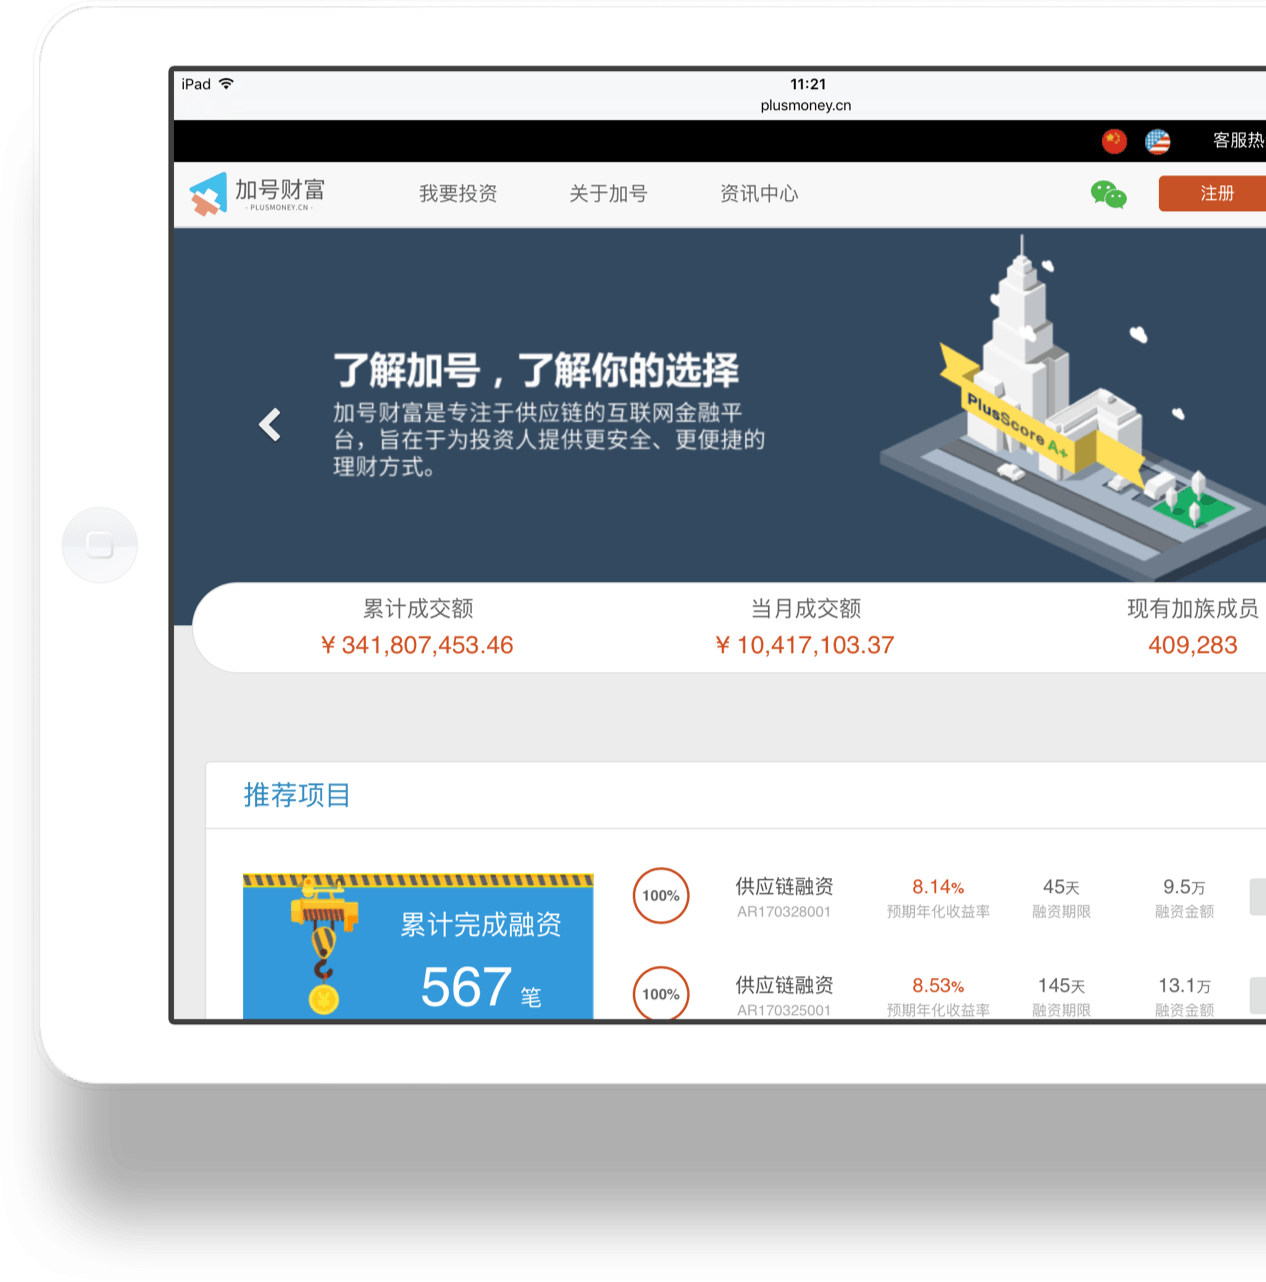 iPad
11:21
plusmoney.cn
客服热
加号财富
- PLUSMONEY.CN -
我要投资
关于加号
资讯中心
注册
了解加号，了解你的选择
加号财富是专注于供应链的互联网金融平
台，旨在于为投资人提供更安全、更便捷的
理财方式。
PlusScore A+
累计成交额
当月成交额
现有加族成员
¥ 341,807,453.46
¥ 10,417,103.37
409,283
推荐项目
累计完成融资
567 笔
100%
供应链融资
AR170328001
8.14%
预期年化收益率
45天
融资期限
9.5万
融资金额
100%
供应链融资
AR170325001
8.53%
预期年化收益率
145天
融资期限
13.1万
融资金额